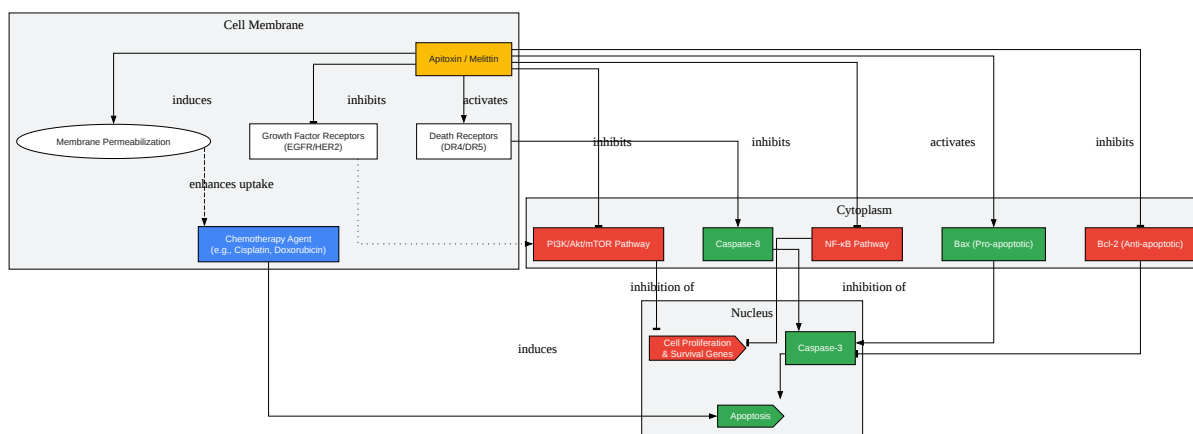 Cell Membrane
Apitoxin / Melittin
induces
inhibits
activates
inhibits
inhibits
activates
inhibits
Membrane Permeabilization
Growth Factor Receptors
(EGFR/HER2)
Death Receptors
(DR4/DR5)
enhances uptake
Cytoplasm
Chemotherapy Agent
(e.g., Cisplatin, Doxorubicin)
PI3K/Akt/mTOR Pathway
Caspase-8
NF-κB Pathway
Bax (Pro-apoptotic)
Bcl-2 (Anti-apoptotic)
inhibition of
inhibition of
Nucleus
induces
Cell Proliferation
& Survival Genes
Caspase-3
Apoptosis